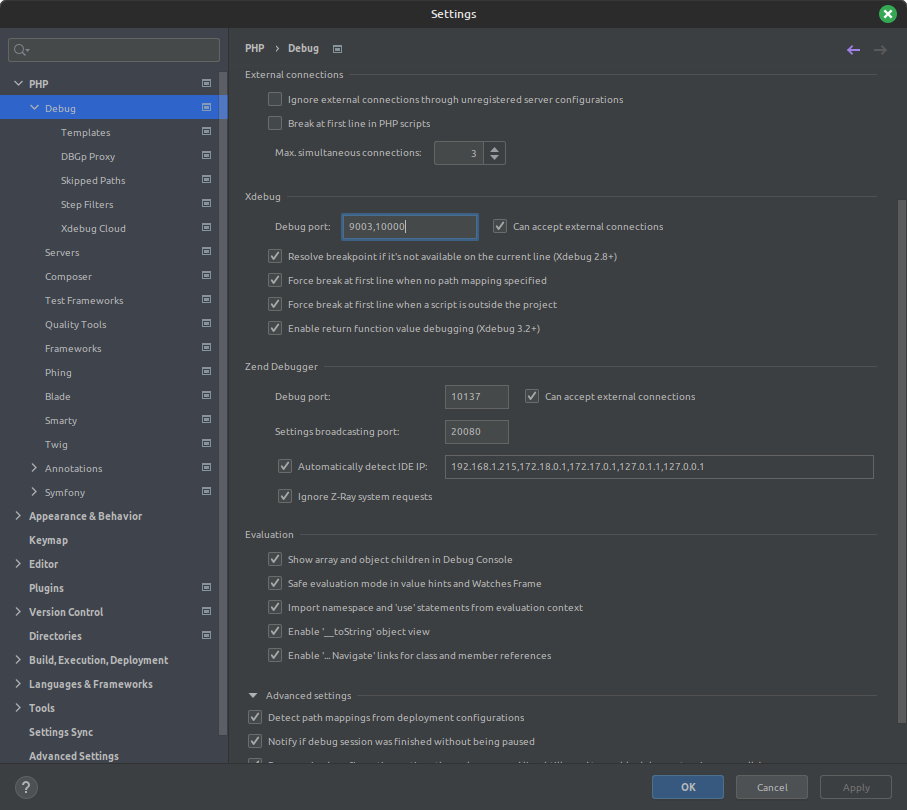 Settings
PHP › Debug
PHP
Debug
Templates
DBGp Proxy
Skipped Paths
Step Filters
Xdebug Cloud
Servers
Composer
Test Frameworks
Quality Tools
Frameworks
Phing
Blade
Smarty
Twig
Annotations
Symfony
Appearance & Behavior
Keymap
Editor
Plugins
Version Control
Directories
Build, Execution, Deployment
Languages & Frameworks
Tools
Settings Sync
Advanced Settings
External connections
Ignore external connections through unregistered server configurations
Break at first line in PHP scripts
Max. simultaneous connections: 3
Xdebug
Debug port: 9003,10000 Can accept external connections
Resolve breakpoint if it's not available on the current line (Xdebug 2.8+)
Force break at first line when no path mapping specified
Force break at first line when a script is outside the project
Enable return function value debugging (Xdebug 3.2+)
Zend Debugger
Debug port: 10137 Can accept external connections
Settings broadcasting port: 20080
Automatically detect IDE IP: 192.168.1.215,172.18.0.1,172.17.0.1,127.0.1.1,127.0.0.1
Ignore Z-Ray system requests
Evaluation
Show array and object children in Debug Console
Safe evaluation mode in value hints and Watches Frame
Import namespace and 'use' statements from evaluation context
Enable '__toString' object view
Enable '... Navigate' links for class and member references
Advanced settings
Detect path mappings from deployment configurations
Notify if debug session was finished without being paused
?
OK
Cancel
Apply